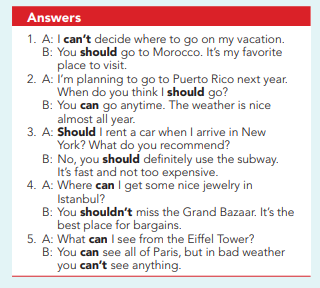 Answers
1. A: I can't decide where to go on my vacation.
B: You should go to Morocco. It's my favorite
place to visit.
2. A: I'm planning to go to Puerto Rico next year.
When do you think I should go?
B: You can go anytime. The weather is nice
almost all year.
3. A: Should I rent a car when I arrive in New
York? What do you recommend?
B: No, you should definitely use the subway.
It's fast and not too expensive.
4. A: Where can I get some nice jewelry in
Istanbul?
B: You shouldn't miss the Grand Bazaar. It's the
best place for bargains.
5. A: What can I see from the Eiffel Tower?
B: You can see all of Paris, but in bad weather
you can't see anything.